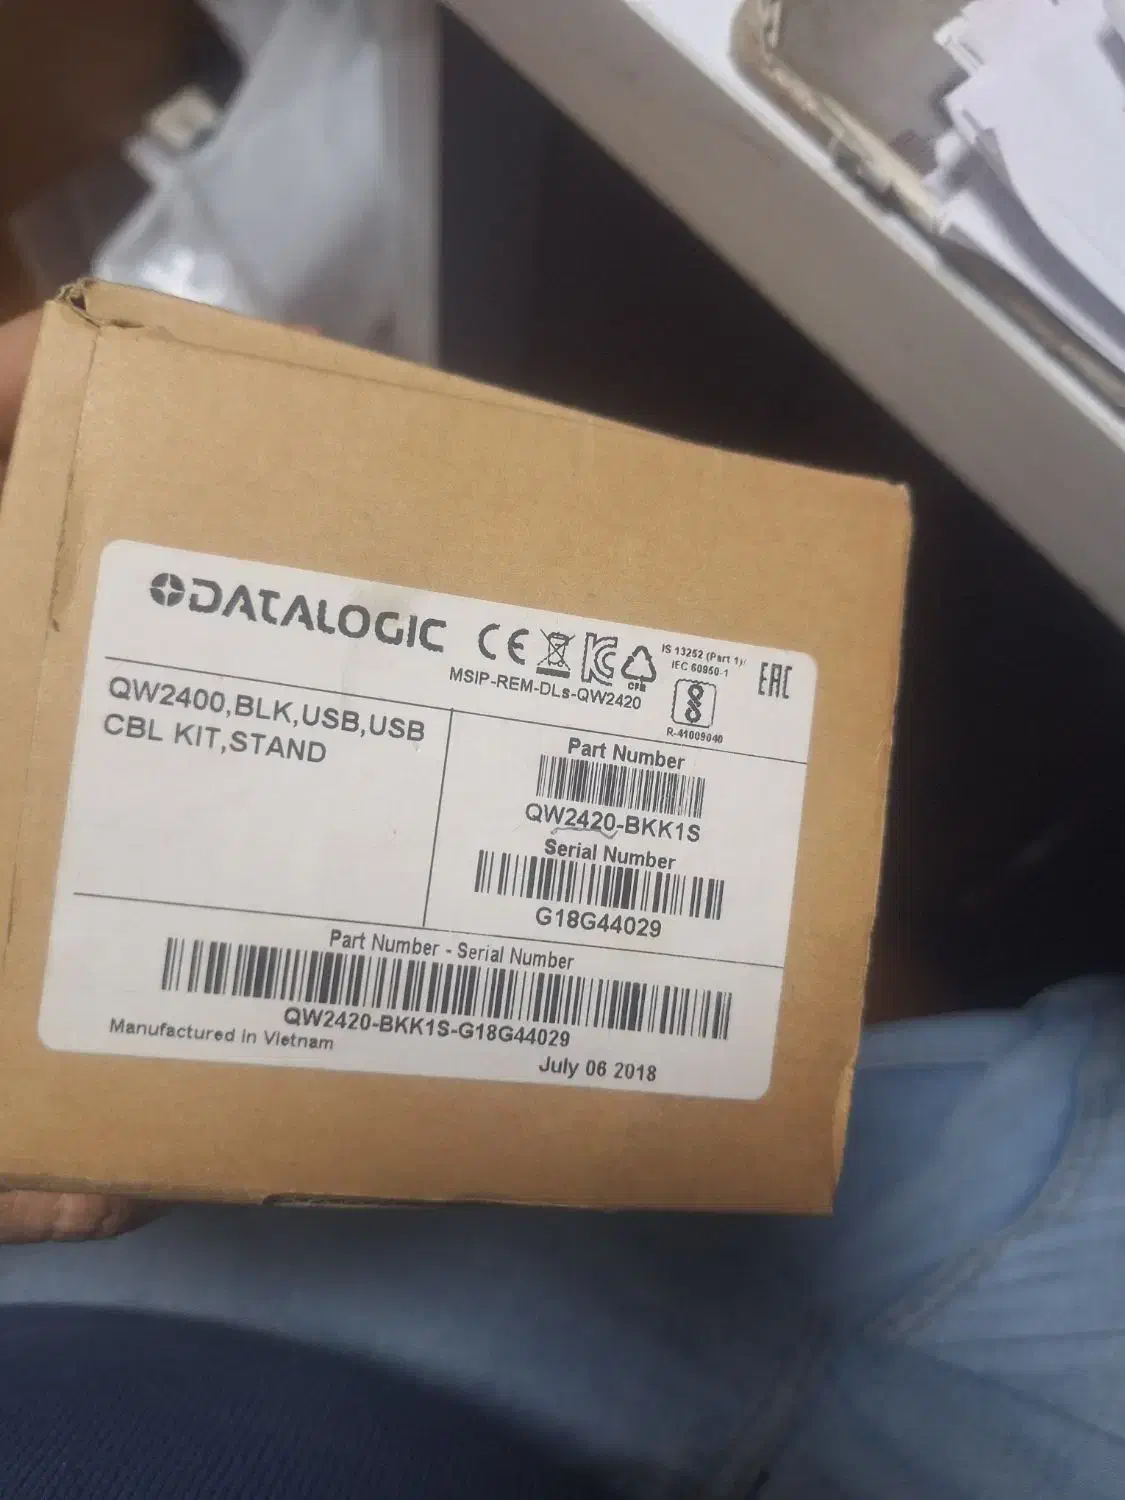 DATALOGIC
CE
EAC
IS 13252 (Part 1)/
IEC 60950-1
MSIP-REM-DLs-QW2420
R-41009040
QW2400,BLK,USB,USB
CBL KIT,STAND
Part Number
QW2420-BKK1S
Serial Number
G18G44029
Part Number - Serial Number
QW2420-BKK1S-G18G44029
Manufactured in Vietnam
July 06 2018